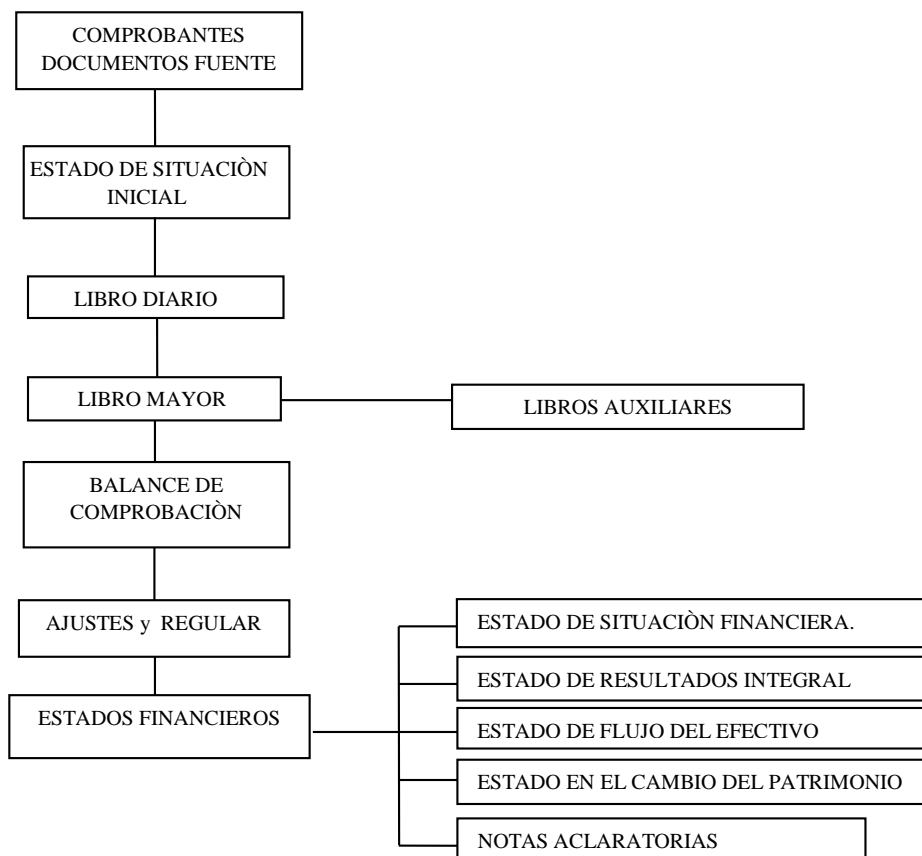 COMPROBANTES
DOCUMENTOS FUENTE
ESTADO DE SITUACIÒN
INICIAL
LIBRO DIARIO
LIBRO MAYOR
LIBROS AUXILIARES
BALANCE DE
COMPROBACIÒN
AJUSTES y REGULAR
ESTADOS FINANCIEROS
ESTADO DE SITUACIÒN FINANCIERA.
ESTADO DE RESULTADOS INTEGRAL
ESTADO DE FLUJO DEL EFECTIVO
ESTADO EN EL CAMBIO DEL PATRIMONIO
NOTAS ACLARATORIAS